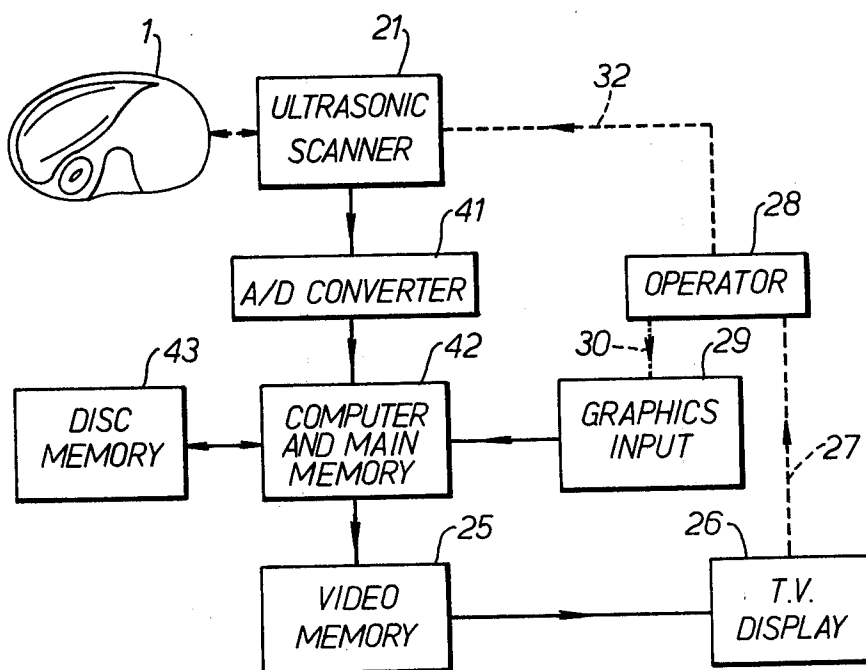 1
21
ULTRASONIC
SCANNER
32
41
A/D CONVERTER
28
OPERATOR
43
DISC
MEMORY
42
COMPUTER
AND MAIN
MEMORY
30
29
GRAPHICS
INPUT
27
25
VIDEO
MEMORY
26
T.V.
DISPLAY